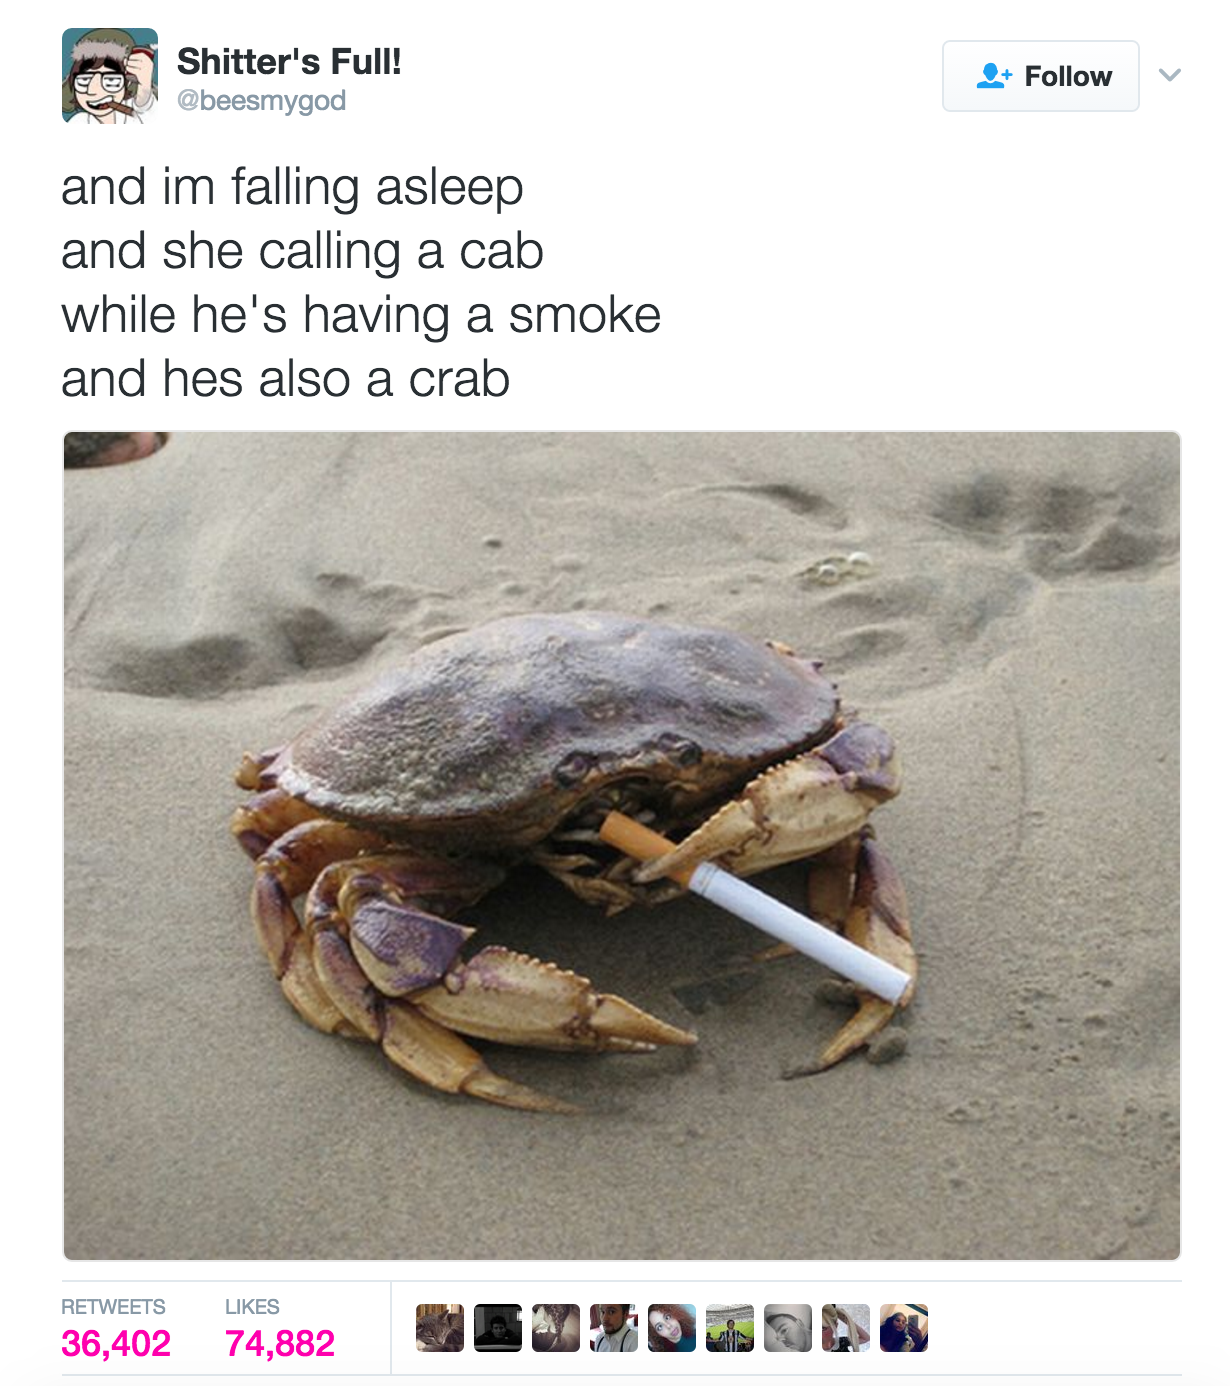 Shitter's Full!
@beesmygod
Follow
and im falling asleep
and she calling a cab
while he's having a smoke
and hes also a crab
RETWEETS
LIKES
36,402
74,882